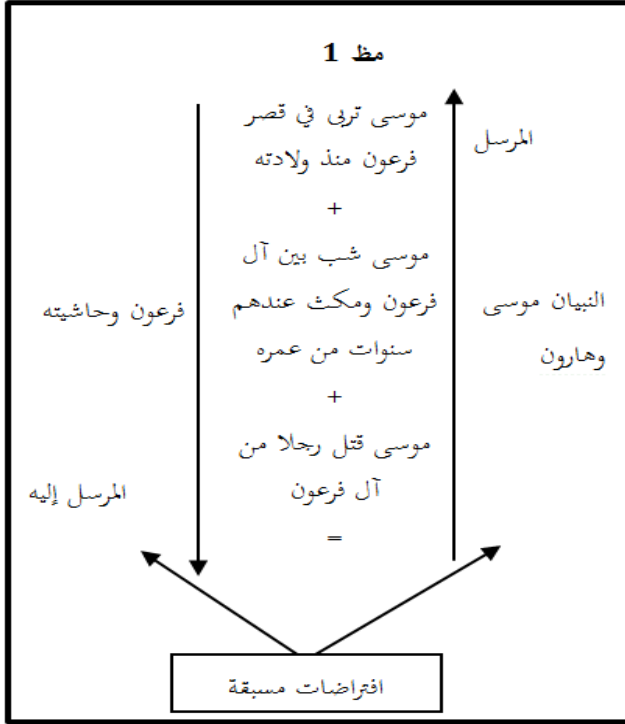 مظ 1
موسى تربى في قصر
فرعون منذ ولادته
+
موسى شب بين آل
فرعون ومكث عندهم
سنوات من عمره
+
موسى قتل رجلا من
آل فرعون
=
المرسل
النبيان موسى
وهارون
فرعون وحاشيته
المرسل إليه
افتراضات مسبقة